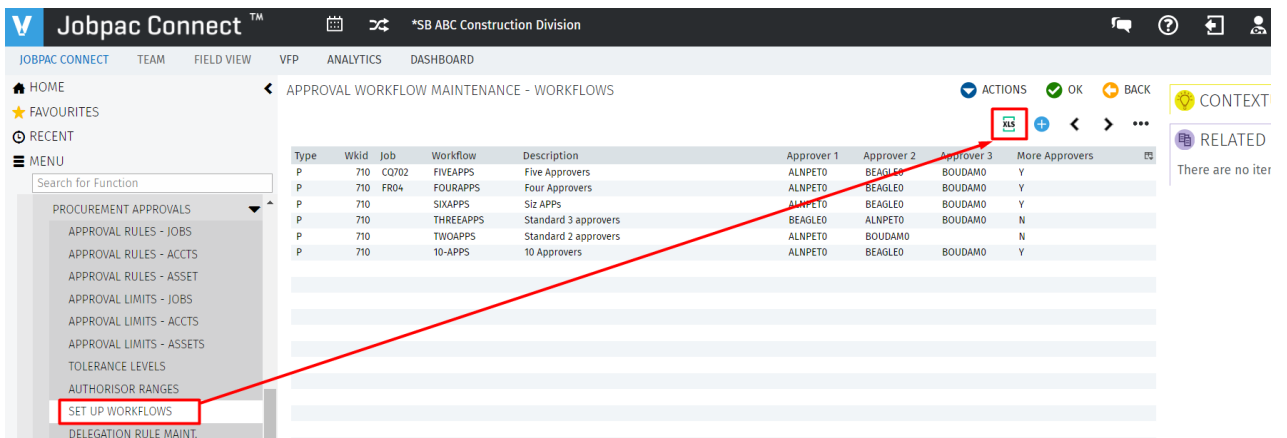 Jobpac Connect ™ *SB ABC Construction Division
JOBPAC CONNECT TEAM FIELD VIEW VFP ANALYTICS DASHBOARD
HOME
FAVOURITES
RECENT
MENU
Search for Function
PROCUREMENT APPROVALS
APPROVAL RULES - JOBS
APPROVAL RULES - ACCTS
APPROVAL RULES - ASSET
APPROVAL LIMITS - JOBS
APPROVAL LIMITS - ACCTS
APPROVAL LIMITS - ASSETS
TOLERANCE LEVELS
AUTHORISOR RANGES
SET UP WORKFLOWS
DELEGATION RULE MAINT.
APPROVAL WORKFLOW MAINTENANCE - WORKFLOWS ACTIONS OK BACK
XLS
Type Wkid Job Workflow Description Approver 1 Approver 2 Approver 3 More Approvers
P 710 CQ702 FIVEAPPS Five Approvers ALNPET0 BEAGLE0 BOUDAM0 Y
P 710 FR04 FOURAPPS Four Approvers ALNPET0 BEAGLE0 BOUDAM0 Y
P 710 SIXAPPS Siz APPs ALNPET0 BEAGLE0 BOUDAM0 Y
P 710 THREEAPPS Standard 3 approvers BEAGLE0 ALNPET0 BOUDAM0 N
P 710 TWOAPPS Standard 2 approvers ALNPET0 BOUDAM0 N
P 710 10-APPS 10 Approvers ALNPET0 BEAGLE0 BOUDAM0 Y
CONTEXT
RELATED
There are no iter